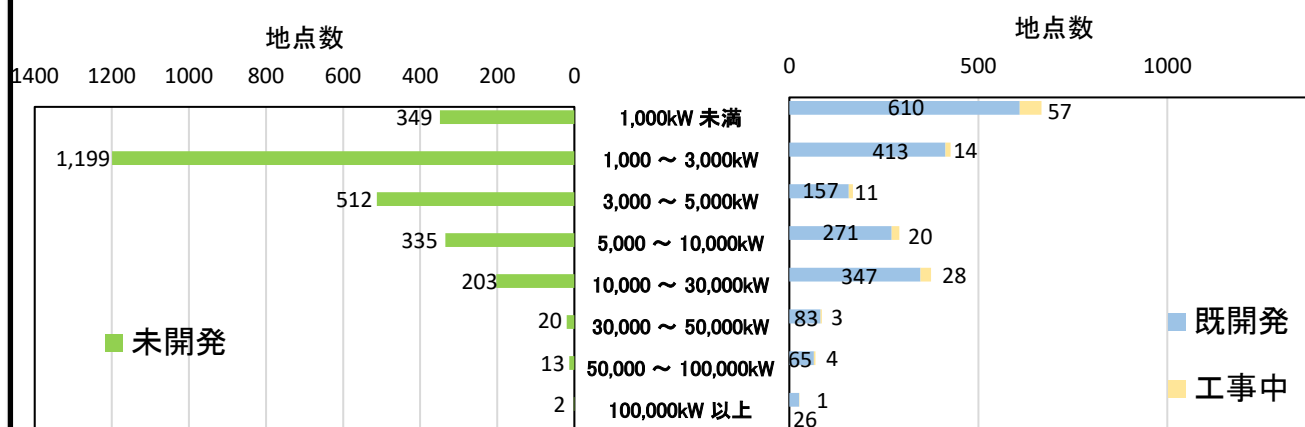 地点数
1400 1200 1000 800 600 400 200 0
地点数
0 500 1000
349 1,000kW 未満 610 57
1,199 1,000 ～ 3,000kW 413 14
512 3,000 ～ 5,000kW 157 11
335 5,000 ～ 10,000kW 271 20
203 10,000 ～ 30,000kW 347 28
20 30,000 ～ 50,000kW 83 3
13 50,000 ～ 100,000kW 65 4
2 100,000kW 以上 26 1
未開発
既開発
工事中